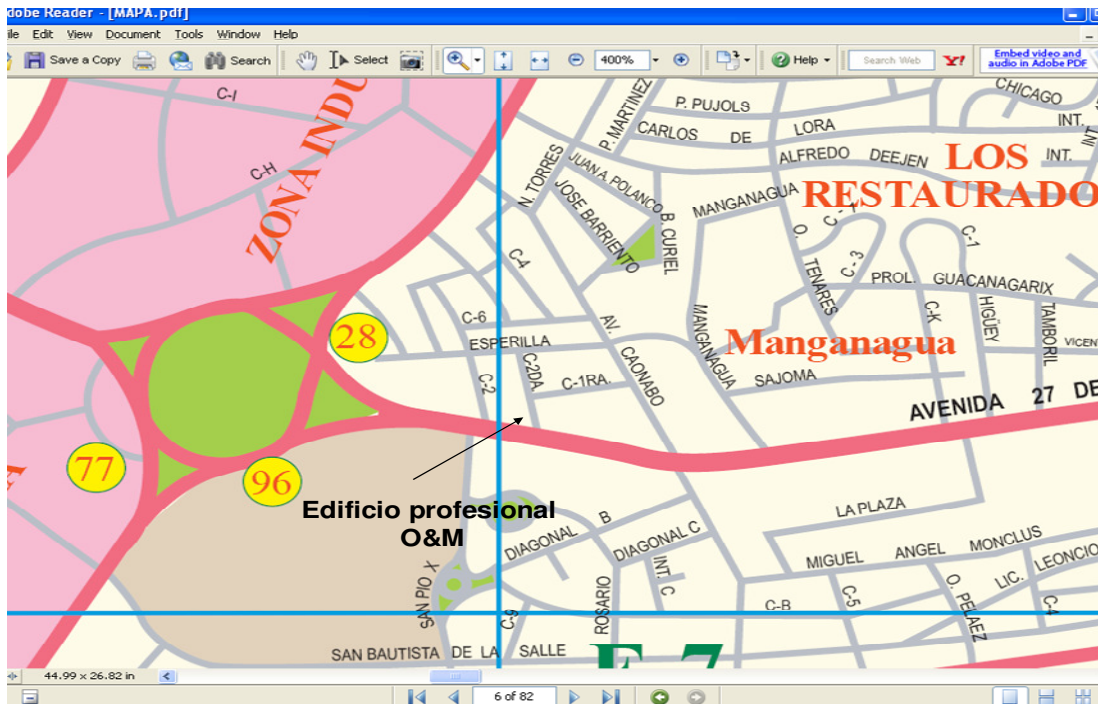 dobe Reader - [MAPA.pdf]
ile Edit View Document Tools Window Help
Save a Copy Search Select 400% Help Search Web Y! Embed video and
audio in Adobe PDF
C-I
C-H
ZONA INDU
P. MARTINEZ
P. PUJOLS
CARLOS DE LORA
CHICAGO
INT.
INT.
ALFREDO DEEJEN
INT.
LOS
RESTAURADO
N. TORRES
JUAN A. POLANCO
JOSE BARRIENTO
B. CURIEL
MANGANAGUA
O. TENARES
C-3
C-1
PROL. GUACANAGARIX
C-4
C-K
HIGÜEY
TAMBORIL
VICEN
C-6
ESPERILLA
AV. CAONABO
MANGANAGUA
Manganagua
SAJOMA
28
C-2
C-2DA.
C-1RA.
AVENIDA 27 DE
77
96
Edificio profesional
O&M
LA PLAZA
DIAGONAL B
DIAGONAL C
INT. C
MIGUEL ANGEL MONCLUS
LIC. LEONCIO
SAN PIO X
C-9
ROSARIO
C-B
C-5
O. PELAEZ
C-4
SAN BAUTISTA DE LA SALLE
E-7
44.99 x 26.82 in
6 of 82